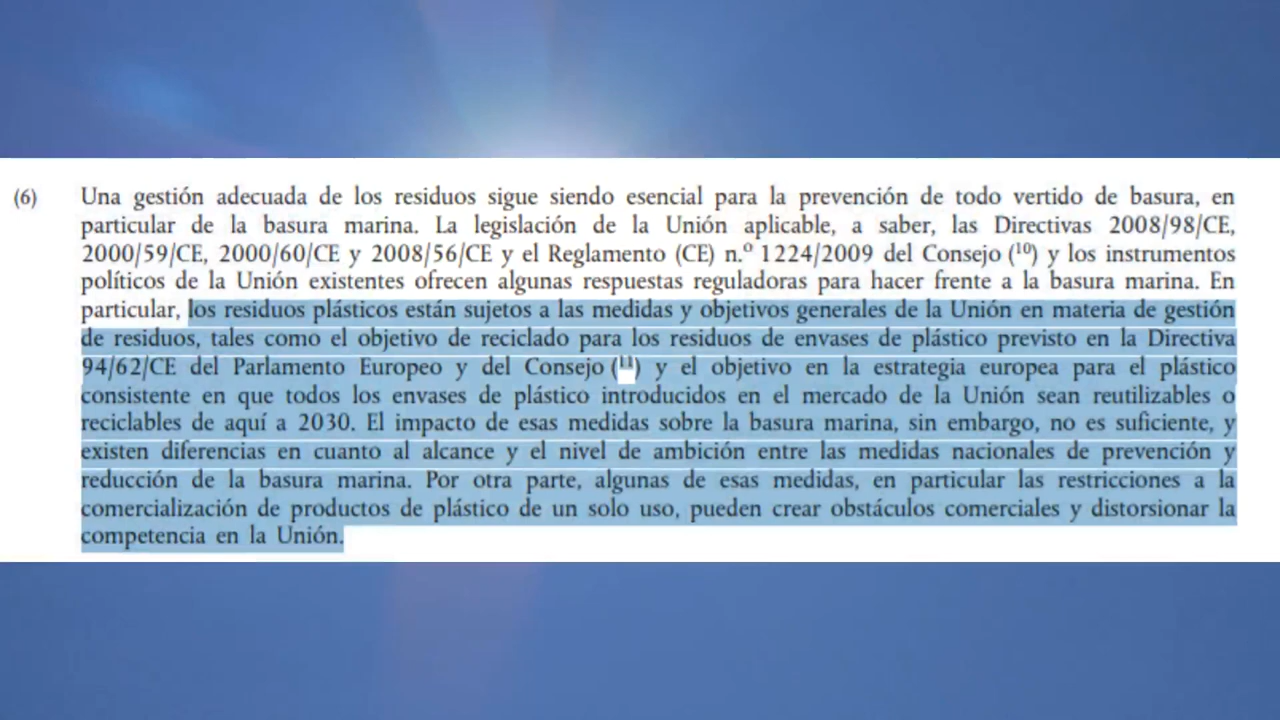 (6) Una gestión adecuada de los residuos sigue siendo esencial para la prevención de todo vertido de basura, en
particular de la basura marina. La legislación de la Unión aplicable, a saber, las Directivas 2008/98/CE,
2000/59/CE, 2000/60/CE y 2008/56/CE y el Reglamento (CE) n.º 1224/2009 del Consejo (¹⁰) y los instrumentos
políticos de la Unión existentes ofrecen algunas respuestas reguladoras para hacer frente a la basura marina. En
particular, los residuos plásticos están sujetos a las medidas y objetivos generales de la Unión en materia de gestión
de residuos, tales como el objetivo de reciclado para los residuos de envases de plástico previsto en la Directiva
94/62/CE del Parlamento Europeo y del Consejo (¹¹) y el objetivo en la estrategia europea para el plástico
consistente en que todos los envases de plástico introducidos en el mercado de la Unión sean reutilizables o
reciclables de aquí a 2030. El impacto de esas medidas sobre la basura marina, sin embargo, no es suficiente, y
existen diferencias en cuanto al alcance y el nivel de ambición entre las medidas nacionales de prevención y
reducción de la basura marina. Por otra parte, algunas de esas medidas, en particular las restricciones a la
comercialización de productos de plástico de un solo uso, pueden crear obstáculos comerciales y distorsionar la
competencia en la Unión.